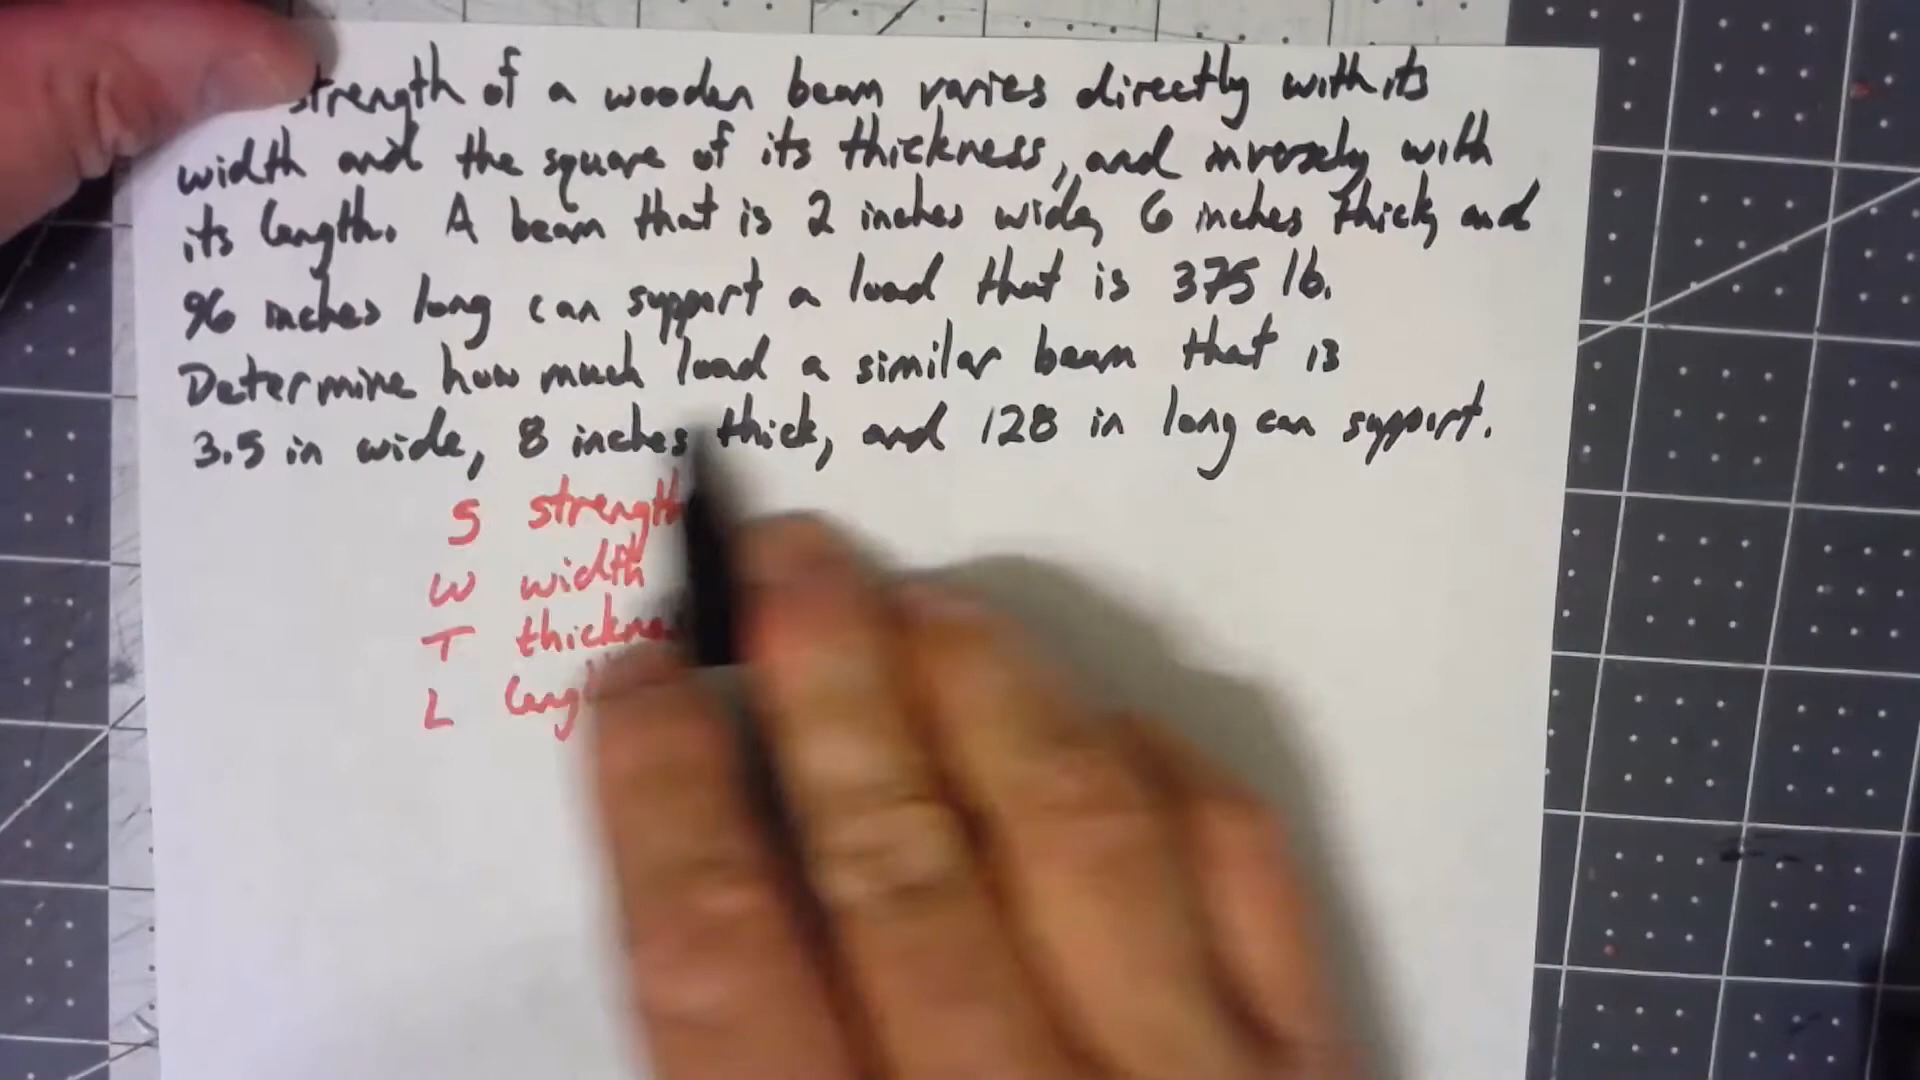 strength of a wooden beam varies directly with its
width and the square of its thickness, and inversely with
its length. A beam that is 2 inches wide, 6 inches thick, and
96 inches long can support a load that is 375 lb.
Determine how much load a similar beam that is
3.5 in wide, 8 inches thick, and 128 in long can support.
S strength
W width
T
L